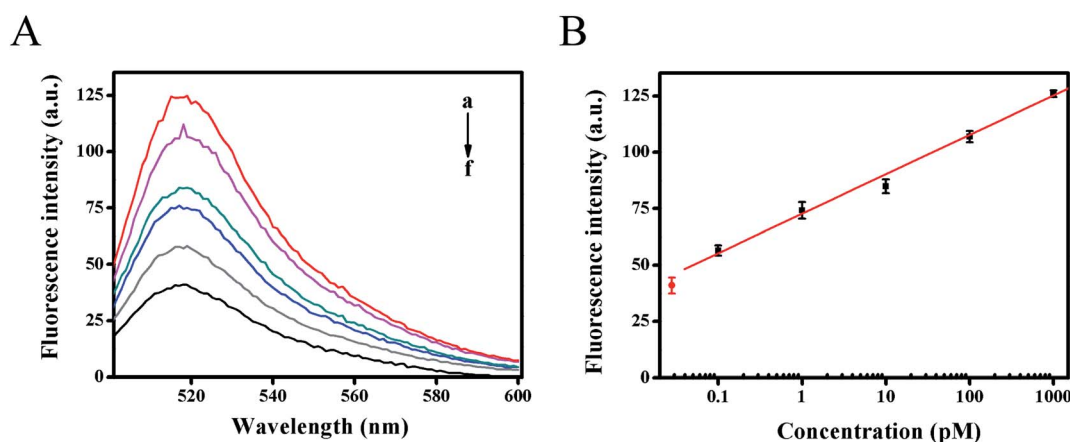 A
Fluorescence intensity (a.u.)
125
100
75
50
25
0
a
f
520
540
560
580
600
Wavelength (nm)
B
Fluorescence intensity (a.u.)
125
100
75
50
25
0
0.1
1
10
100
1000
Concentration (pM)